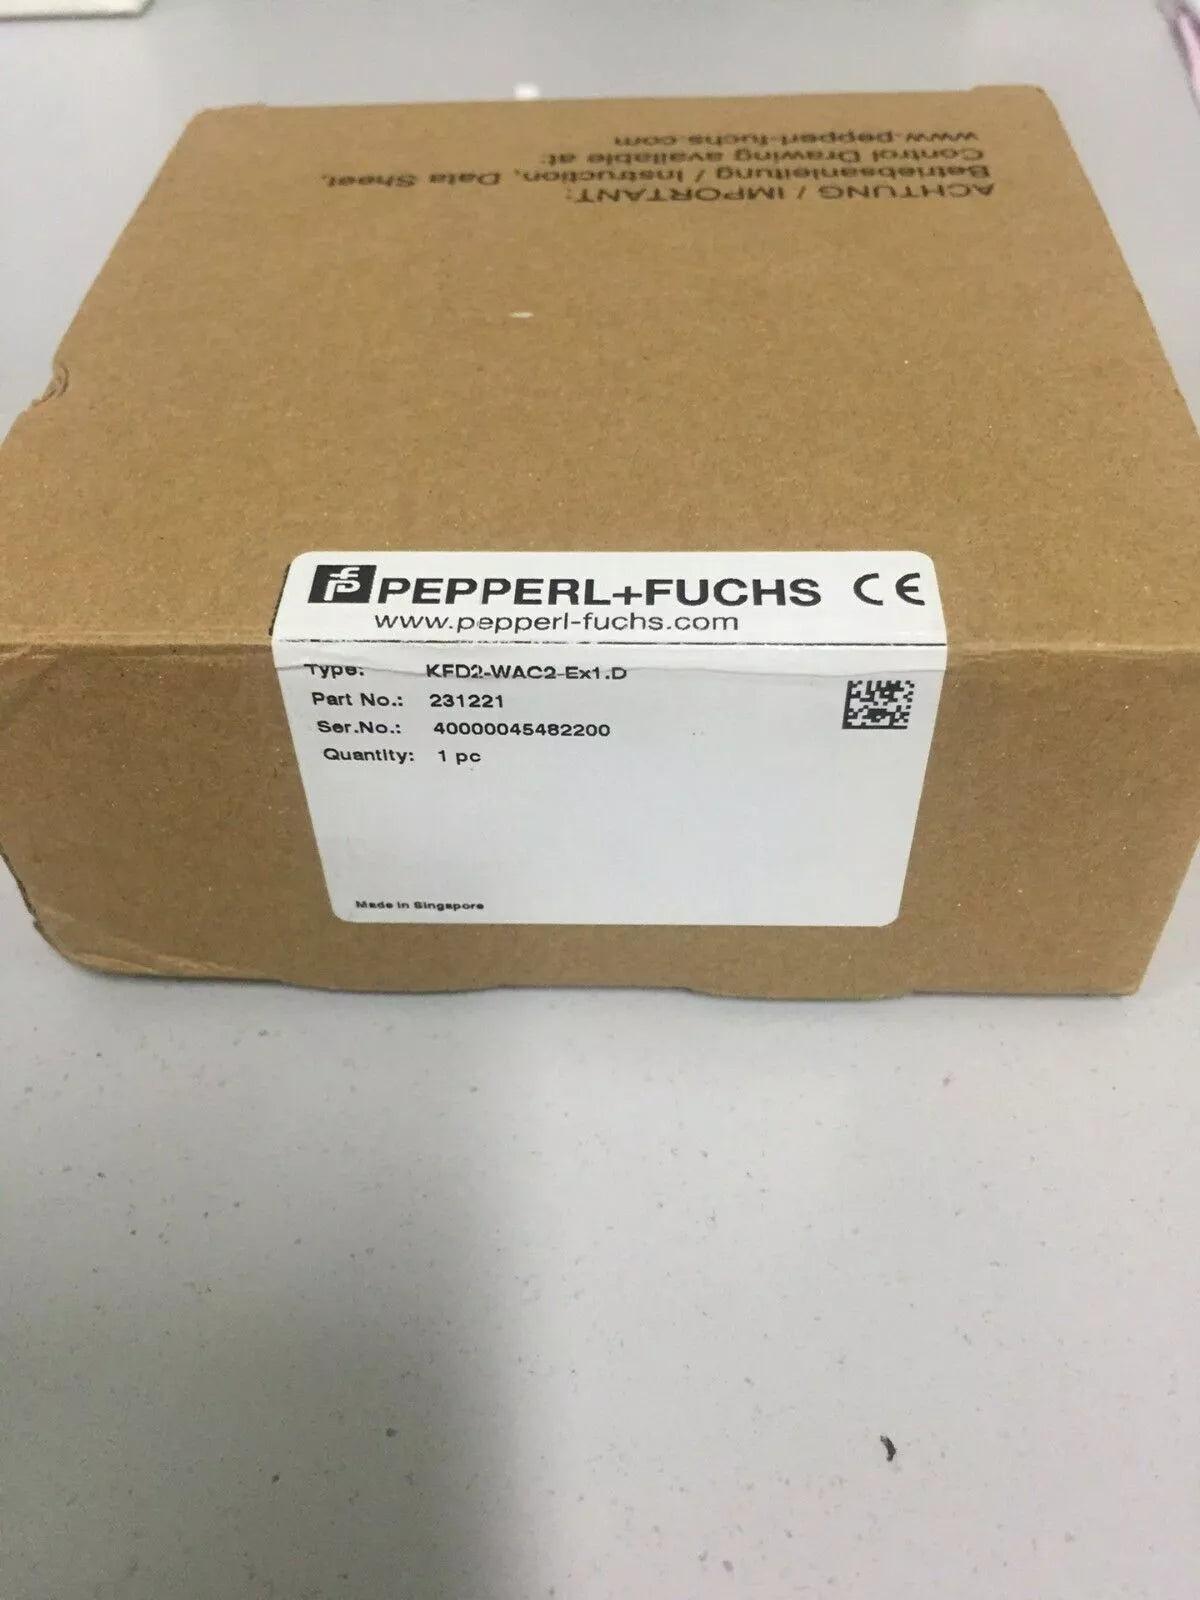 ACHTUNG / IMPORTANT:
Betriebsanleitung / Instruction, Data Sheet,
Control Drawing available at:
www.pepperl-fuchs.com
PEPPERL+FUCHS CE
www.pepperl-fuchs.com
Type: KFD2-WAC2-Ex1.D
Part No.: 231221
Ser.No.: 40000045482200
Quantity: 1 pc
Made in Singapore